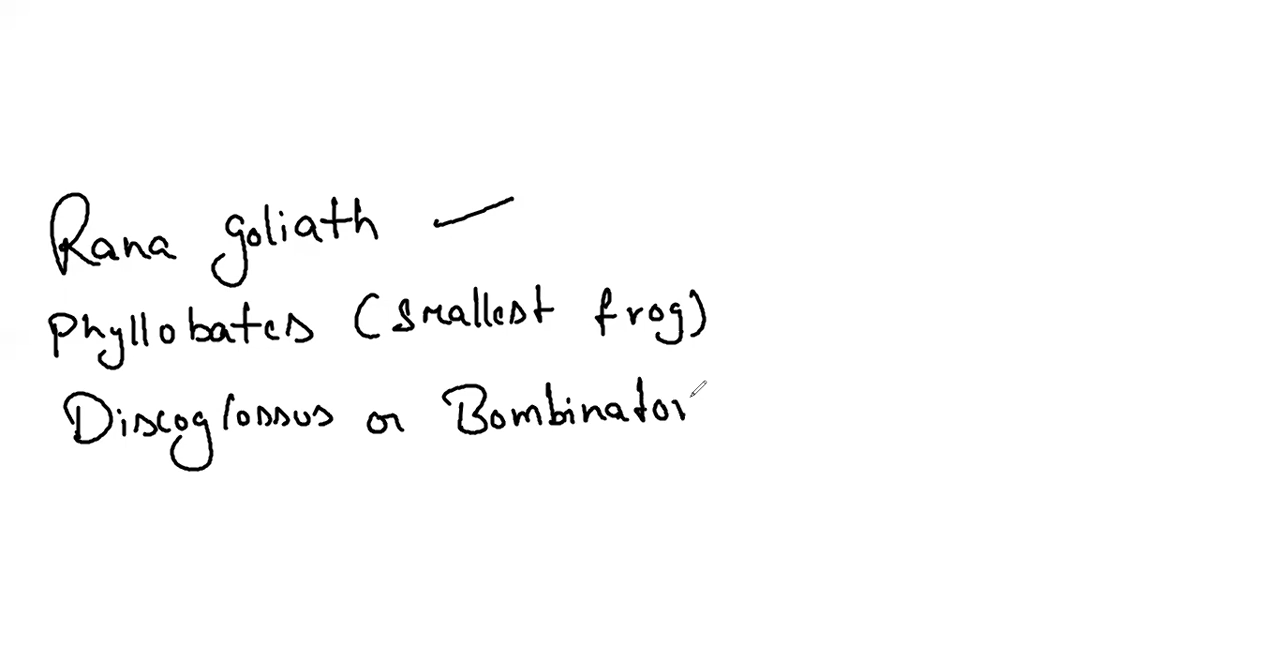 Rana goliath
Phyllobates (smallest frog)
Discoglossus or Bombinator